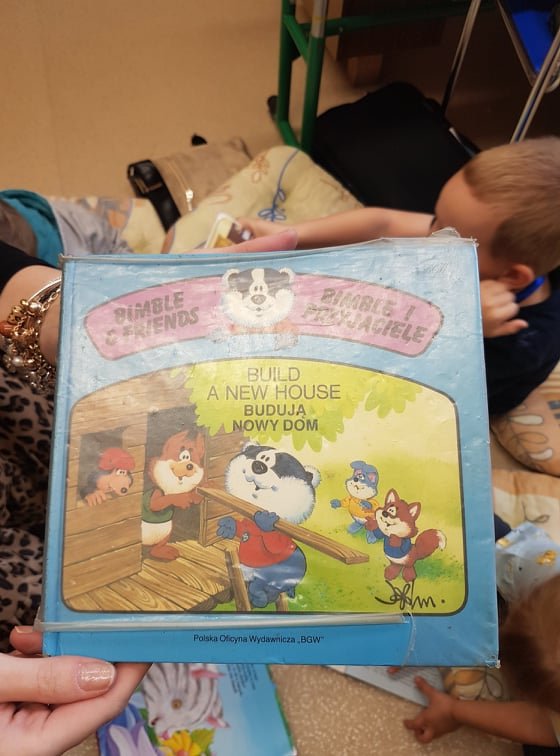 BIMBLE
& FRIENDS
BIMBLE I
PRZYJACIELE
BUILD
A NEW HOUSE
BUDUJĄ
NOWY DOM
Polska Oficyna Wydawnicza „BGW"